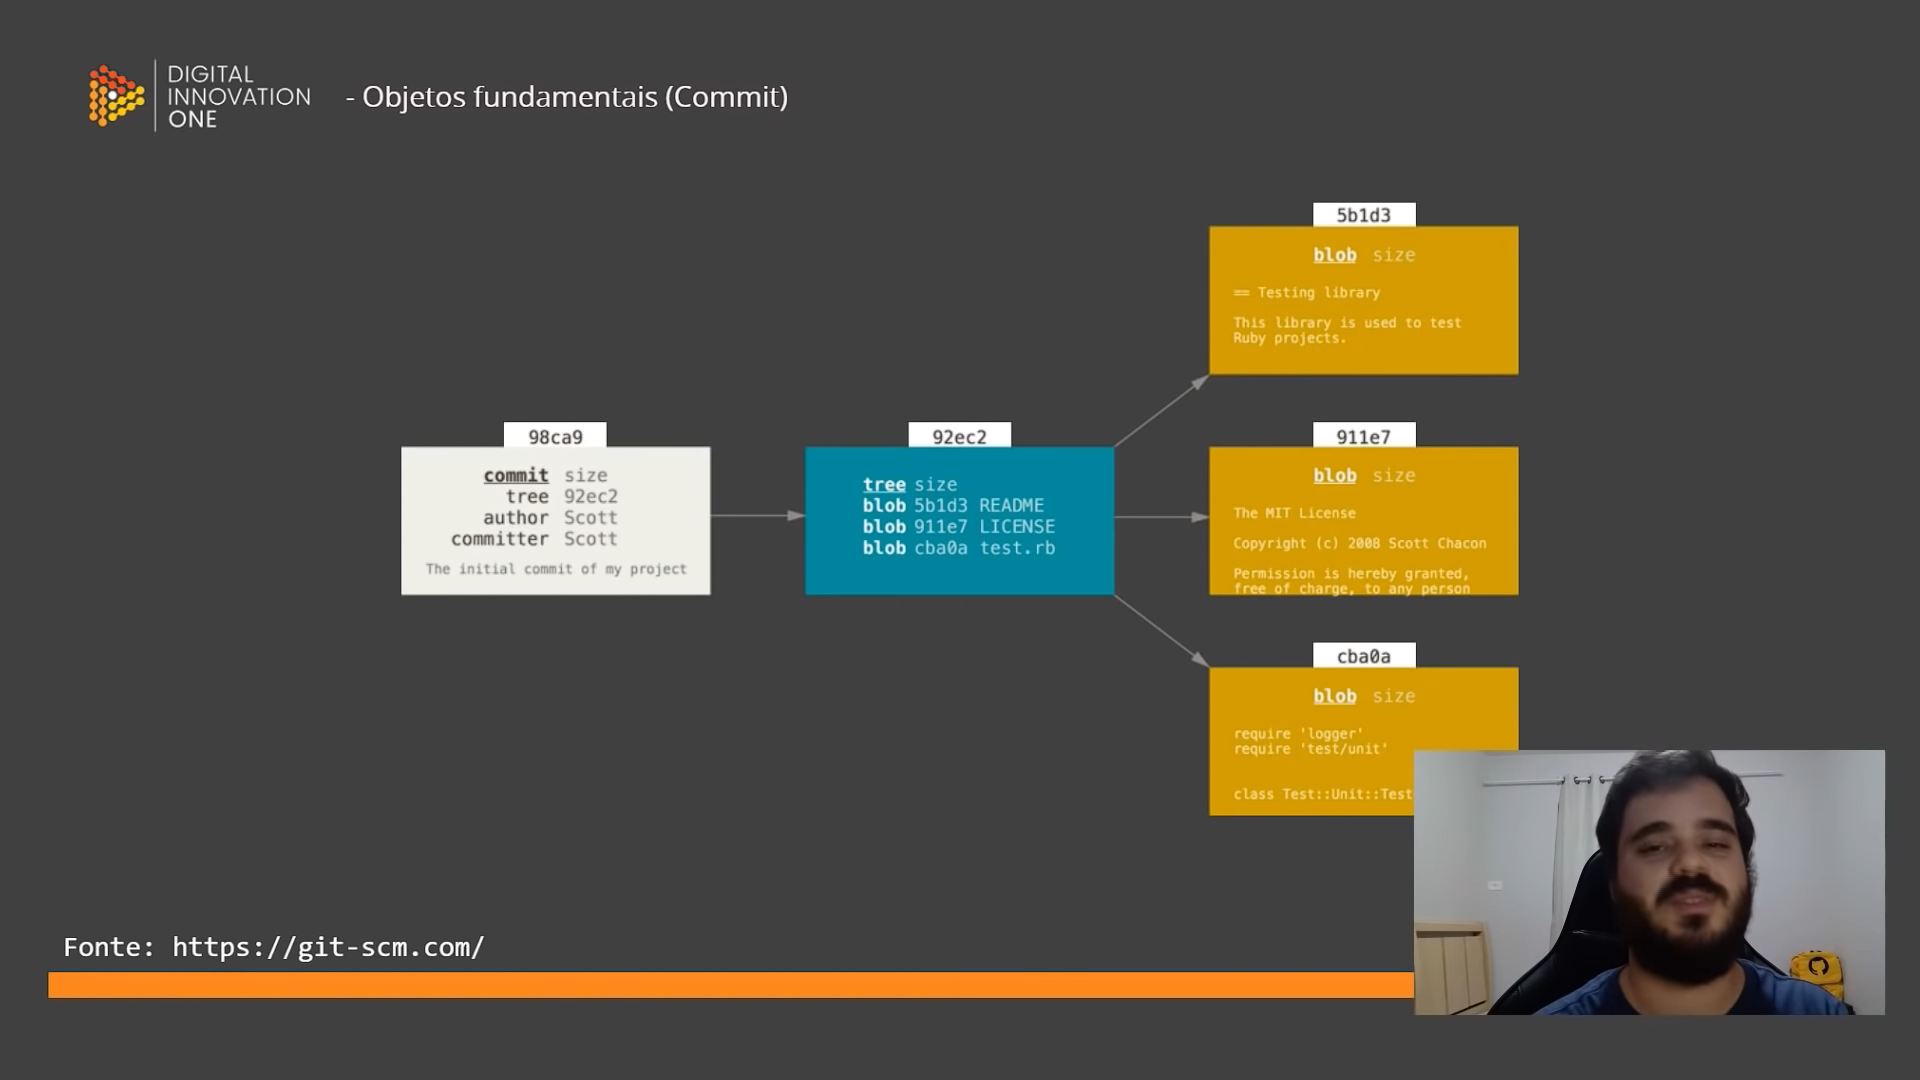 DIGITAL
INNOVATION
ONE
- Objetos fundamentais (Commit)
98ca9
commit size
tree 92ec2
author Scott
committer Scott
The initial commit of my project
92ec2
tree size
blob 5b1d3 README
blob 911e7 LICENSE
blob cba0a test.rb
5b1d3
blob size
== Testing library
This library is used to test
Ruby projects.
911e7
blob size
The MIT License
Copyright (c) 2008 Scott Chacon
Permission is hereby granted,
free of charge, to any person
cba0a
blob size
require 'logger'
require 'test/unit'
class Test::Unit::Test
Fonte: https://git-scm.com/